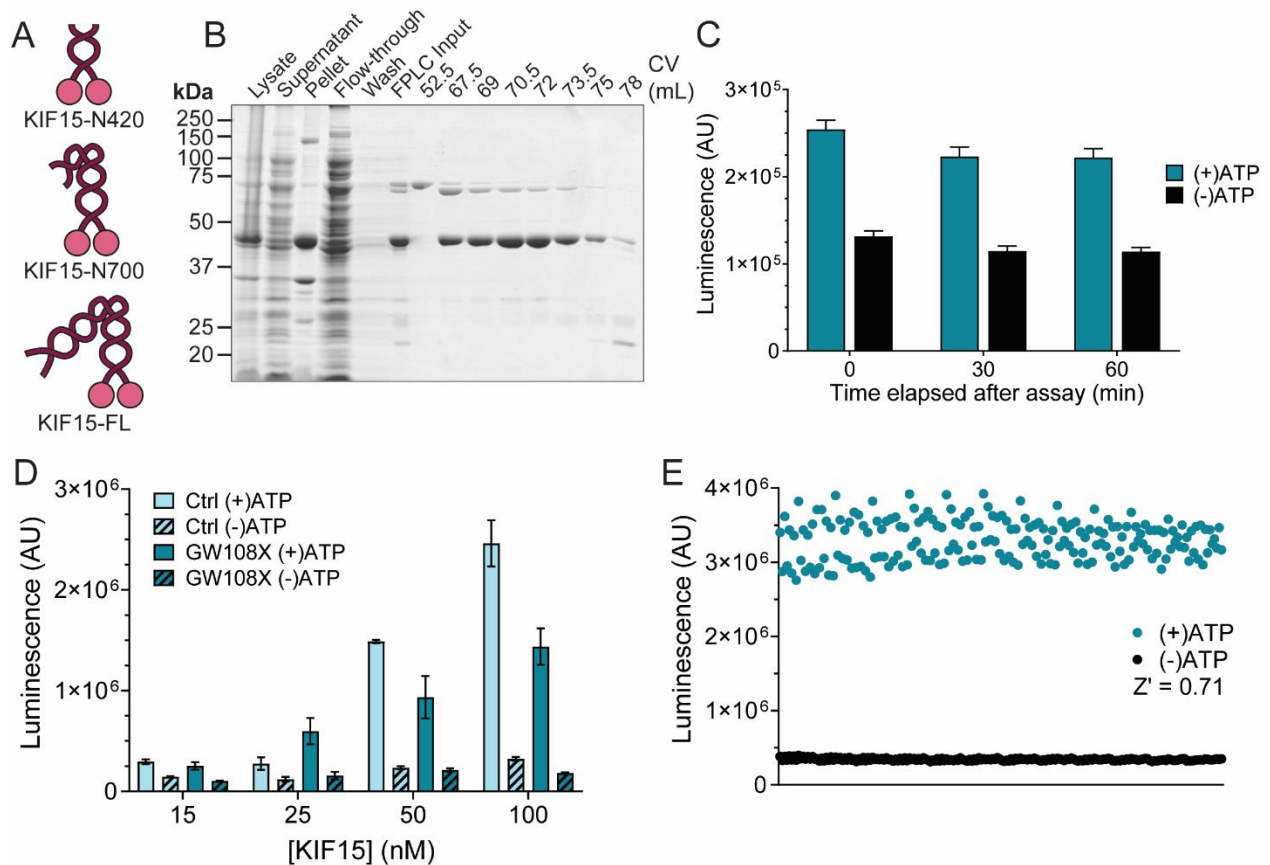 A
KIF15-N420
KIF15-N700
KIF15-FL
B
Lysate
Supernatant
Pellet
Flow-through
Wash
FPLC Input
52.5
67.5
69
70.5
72
73.5
75
78
CV
(mL)
kDa
250
150
100
75
50
37
25
20
C
Luminescence (AU)
3×10⁵
2×10⁵
1×10⁵
0
(+)ATP
(-)ATP
0 30 60
Time elapsed after assay (min)
D
Luminescence (AU)
3×10⁶
2×10⁶
1×10⁶
0
Ctrl (+)ATP
Ctrl (-)ATP
GW108X (+)ATP
GW108X (-)ATP
15 25 50 100
[KIF15] (nM)
E
Luminescence (AU)
4×10⁶
3×10⁶
2×10⁶
1×10⁶
0
(+)ATP
(-)ATP
Z' = 0.71